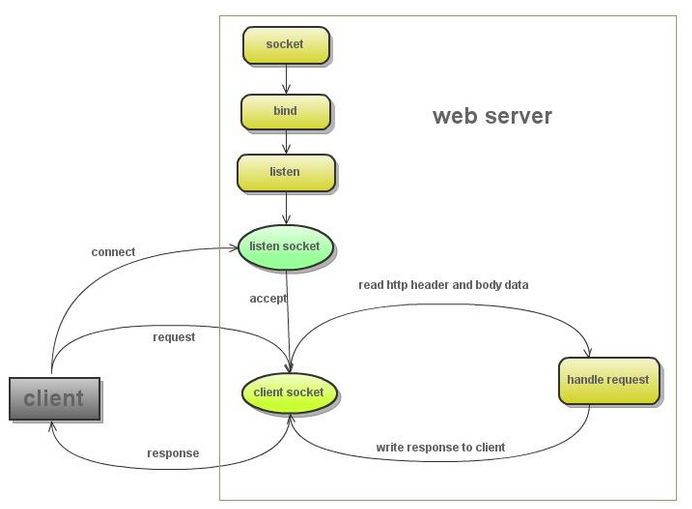 socket
bind
web server
listen
listen socket
connect
accept
read http header and body data
request
client
client socket
handle request
response
write response to client